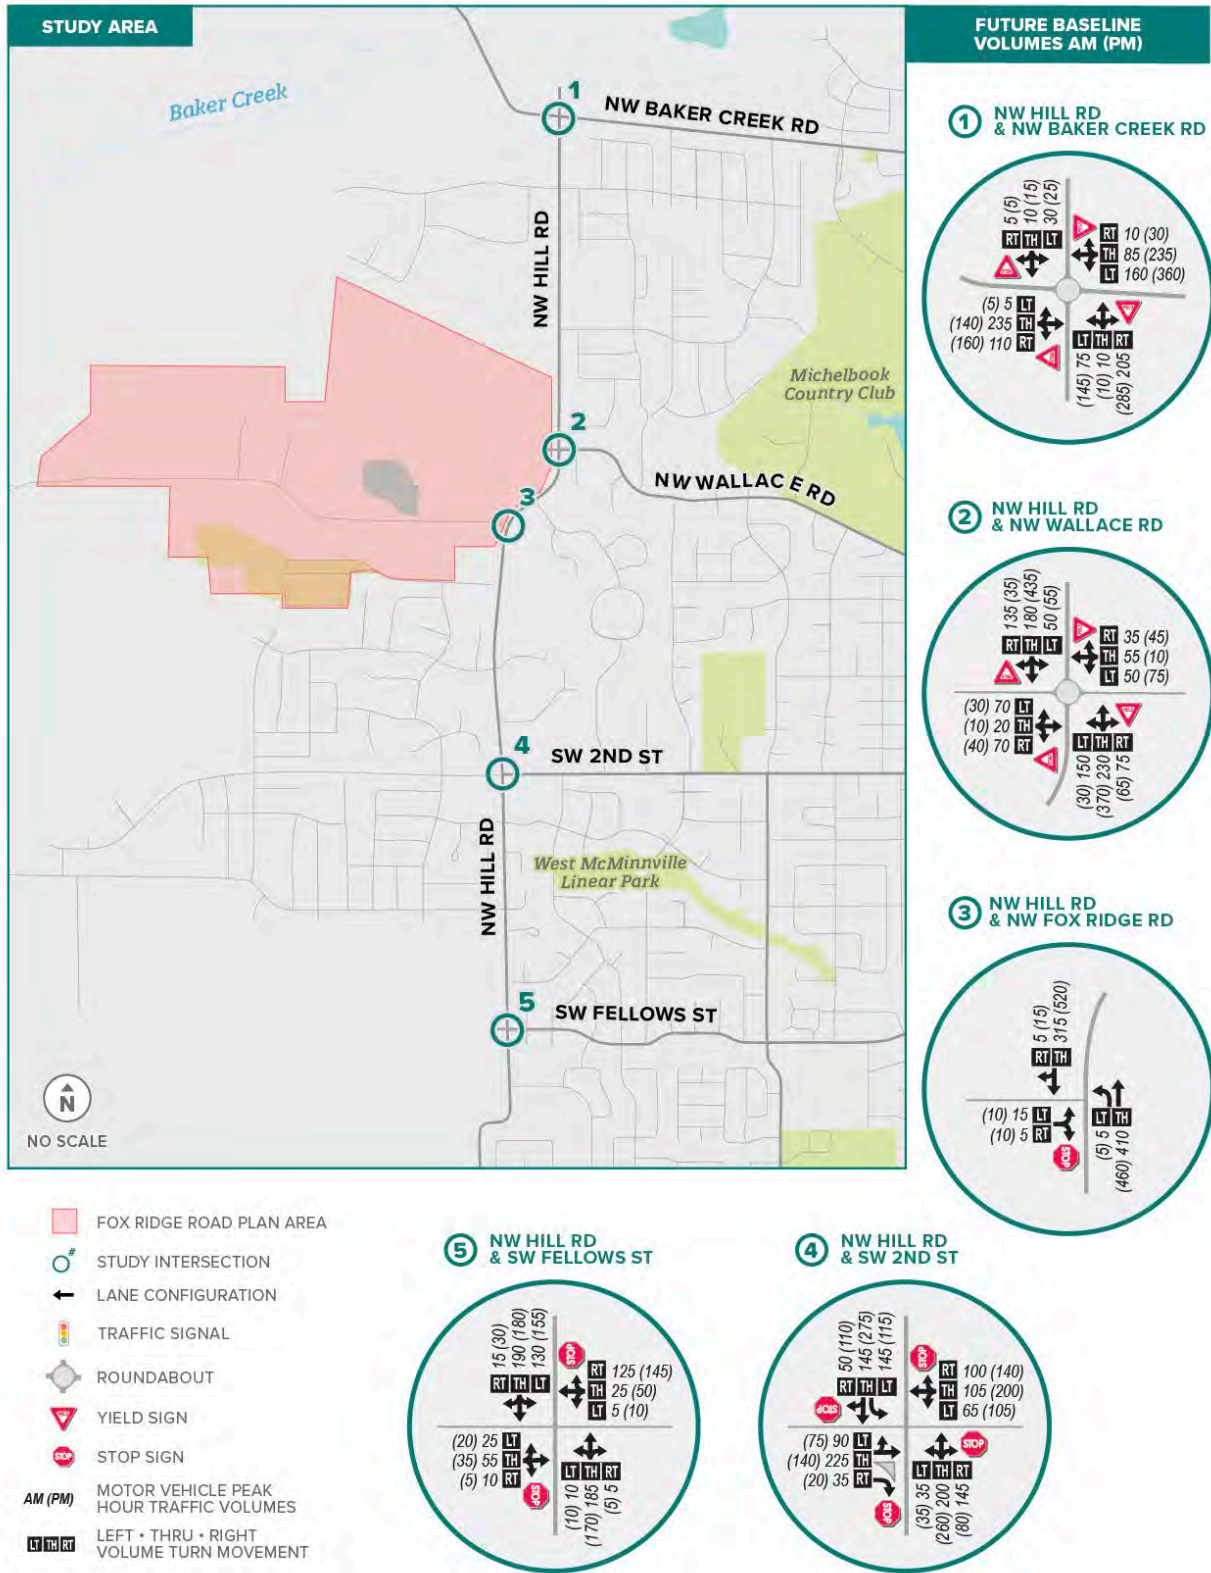 STUDY AREA
Baker Creek
1
NW BAKER CREEK RD
NW HILL RD
Michelbook
Country Club
2
NW WALLACE RD
3
4
SW 2ND ST
NW HILL RD
West McMinnville
Linear Park
5
SW FELLOWS ST
N
NO SCALE
FUTURE BASELINE
VOLUMES AM (PM)
1 NW HILL RD
& NW BAKER CREEK RD
5 (5)
10 (15)
30 (25)
RT TH LT
RT 10 (30)
TH 85 (235)
LT 160 (360)
(5) 5 LT
(140) 235 TH
(160) 110 RT
LT TH RT
(145) 75
(10) 10
(285) 205
2 NW HILL RD
& NW WALLACE RD
135 (35)
180 (435)
50 (55)
RT TH LT
RT 35 (45)
TH 55 (10)
LT 50 (75)
(30) 70 LT
(10) 20 TH
(40) 70 RT
LT TH RT
(30) 150
(370) 230
(65) 75
3 NW HILL RD
& NW FOX RIDGE RD
5 (15)
315 (520)
RT TH
(10) 15 LT
(10) 5 RT
STOP
LT TH
(5) 5
(460) 410
FOX RIDGE ROAD PLAN AREA
#
STUDY INTERSECTION
LANE CONFIGURATION
TRAFFIC SIGNAL
ROUNDABOUT
YIELD SIGN
STOP
STOP SIGN
AM (PM)
MOTOR VEHICLE PEAK
HOUR TRAFFIC VOLUMES
LT TH RT
LEFT • THRU • RIGHT
VOLUME TURN MOVEMENT
5 NW HILL RD
& SW FELLOWS ST
15 (30)
190 (180)
130 (155)
RT TH LT
STOP
RT 125 (145)
TH 25 (50)
LT 5 (10)
(20) 25 LT
(35) 55 TH
(5) 10 RT
STOP
LT TH RT
(10) 10
(170) 185
(5) 5
4 NW HILL RD
& SW 2ND ST
50 (110)
145 (275)
145 (115)
RT TH LT
STOP
STOP
RT 100 (140)
TH 105 (200)
LT 65 (105)
(75) 90 LT
(140) 225 TH
(20) 35 RT
STOP
STOP
LT TH RT
(35) 35
(260) 200
(80) 145